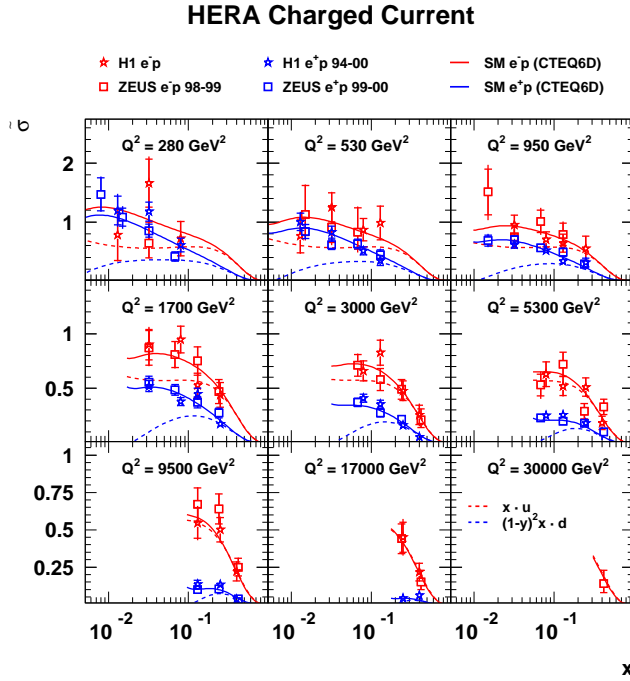 HERA Charged Current
H1 e⁻p H1 e⁺p 94-00 SM e⁻p (CTEQ6D)
ZEUS e⁻p 98-99 ZEUS e⁺p 99-00 SM e⁺p (CTEQ6D)
σ̃
Q² = 280 GeV² Q² = 530 GeV² Q² = 950 GeV²
2
1
Q² = 1700 GeV² Q² = 3000 GeV² Q² = 5300 GeV²
1
0.5
Q² = 9500 GeV² Q² = 17000 GeV² Q² = 30000 GeV²
0.75
0.5
0.25
x · u
(1-y)²x · d
10⁻² 10⁻¹ 10⁻² 10⁻¹ 10⁻² 10⁻¹
x